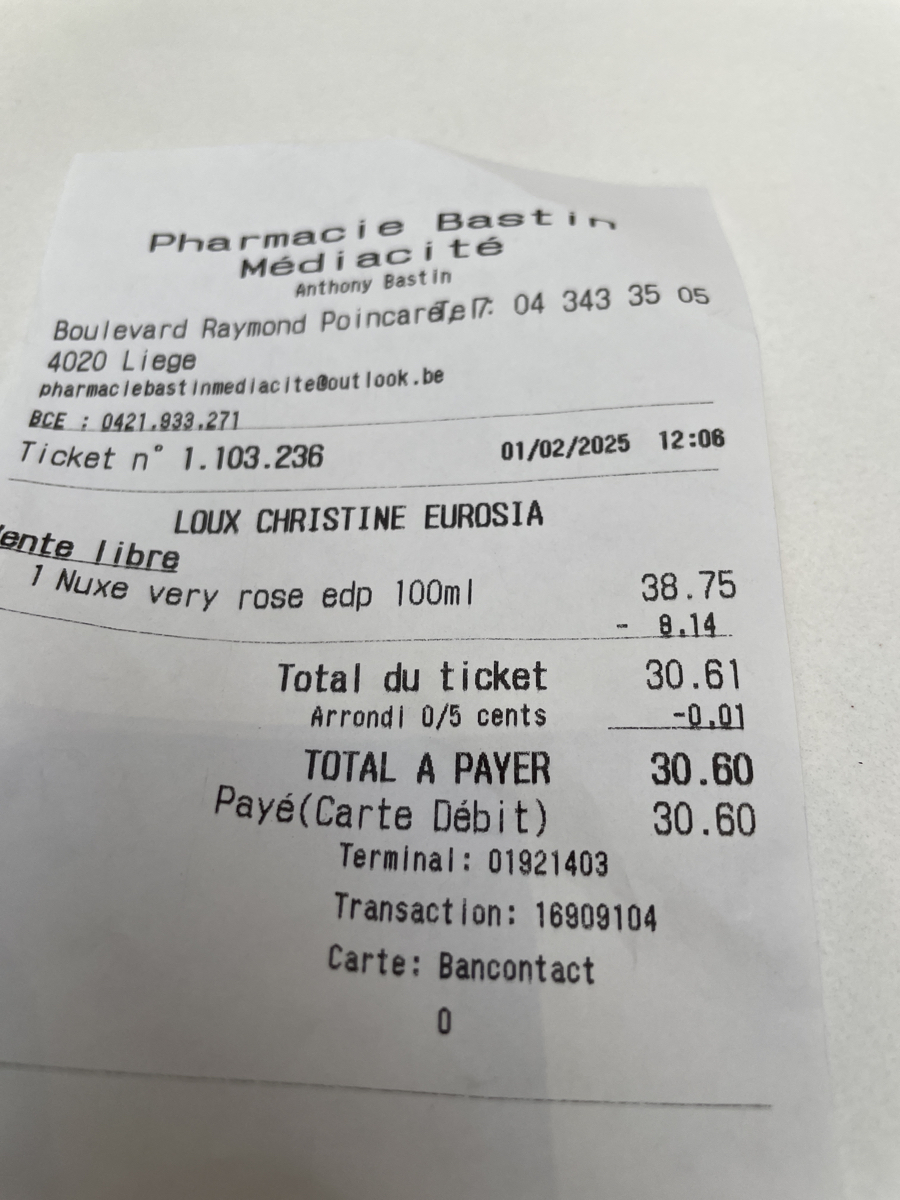 Pharmacie Bastin
Médiacité
Anthony Bastin
Boulevard Raymond Poincaré, 7 Tel: 04 343 35 05
4020 Liege
pharmaciebastinmediacite@outlook.be
BCE : 0421.933.271
Ticket n° 1.103.236 01/02/2025 12:06
LOUX CHRISTINE EUROSIA
ente libre
1 Nuxe very rose edp 100ml 38.75
- 8.14
Total du ticket 30.61
Arrondi 0/5 cents -0.01
TOTAL A PAYER 30.60
Payé(Carte Débit) 30.60
Terminal: 01921403
Transaction: 16909104
Carte: Bancontact
0